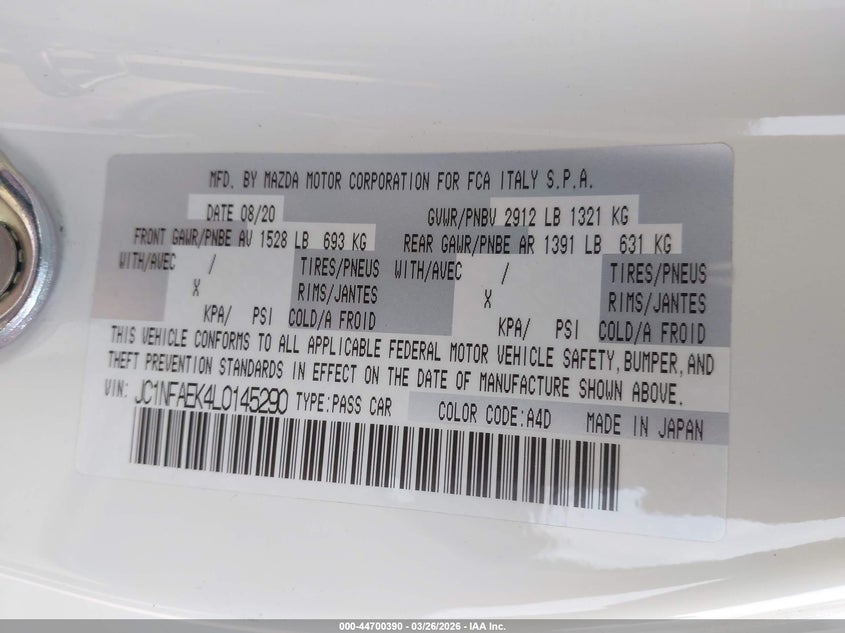 MFD. BY MAZDA MOTOR CORPORATION FOR FCA ITALY S.P.A.
DATE 08/20 GVWR/PNBV 2912 LB 1321 KG
FRONT GAWR/PNBE AV 1528 LB 693 KG REAR GAWR/PNBE AR 1391 LB 631 KG
WITH/AVEC / TIRES/PNEUS WITH/AVEC / TIRES/PNEUS
X RIMS/JANTES X RIMS/JANTES
KPA/ PSI COLD/A FROID KPA/ PSI COLD/A FROID
THIS VEHICLE CONFORMS TO ALL APPLICABLE FEDERAL MOTOR VEHICLE SAFETY, BUMPER, AND
THEFT PREVENTION STANDARDS IN EFFECT ON THE DATE OF MANUFACTURE SHOWN ABOVE.
VIN: JC1NFAEK4L0145290 TYPE:PASS CAR COLOR CODE:A4D MADE IN JAPAN
000-44700390 - 03/26/2026 - IAA Inc.